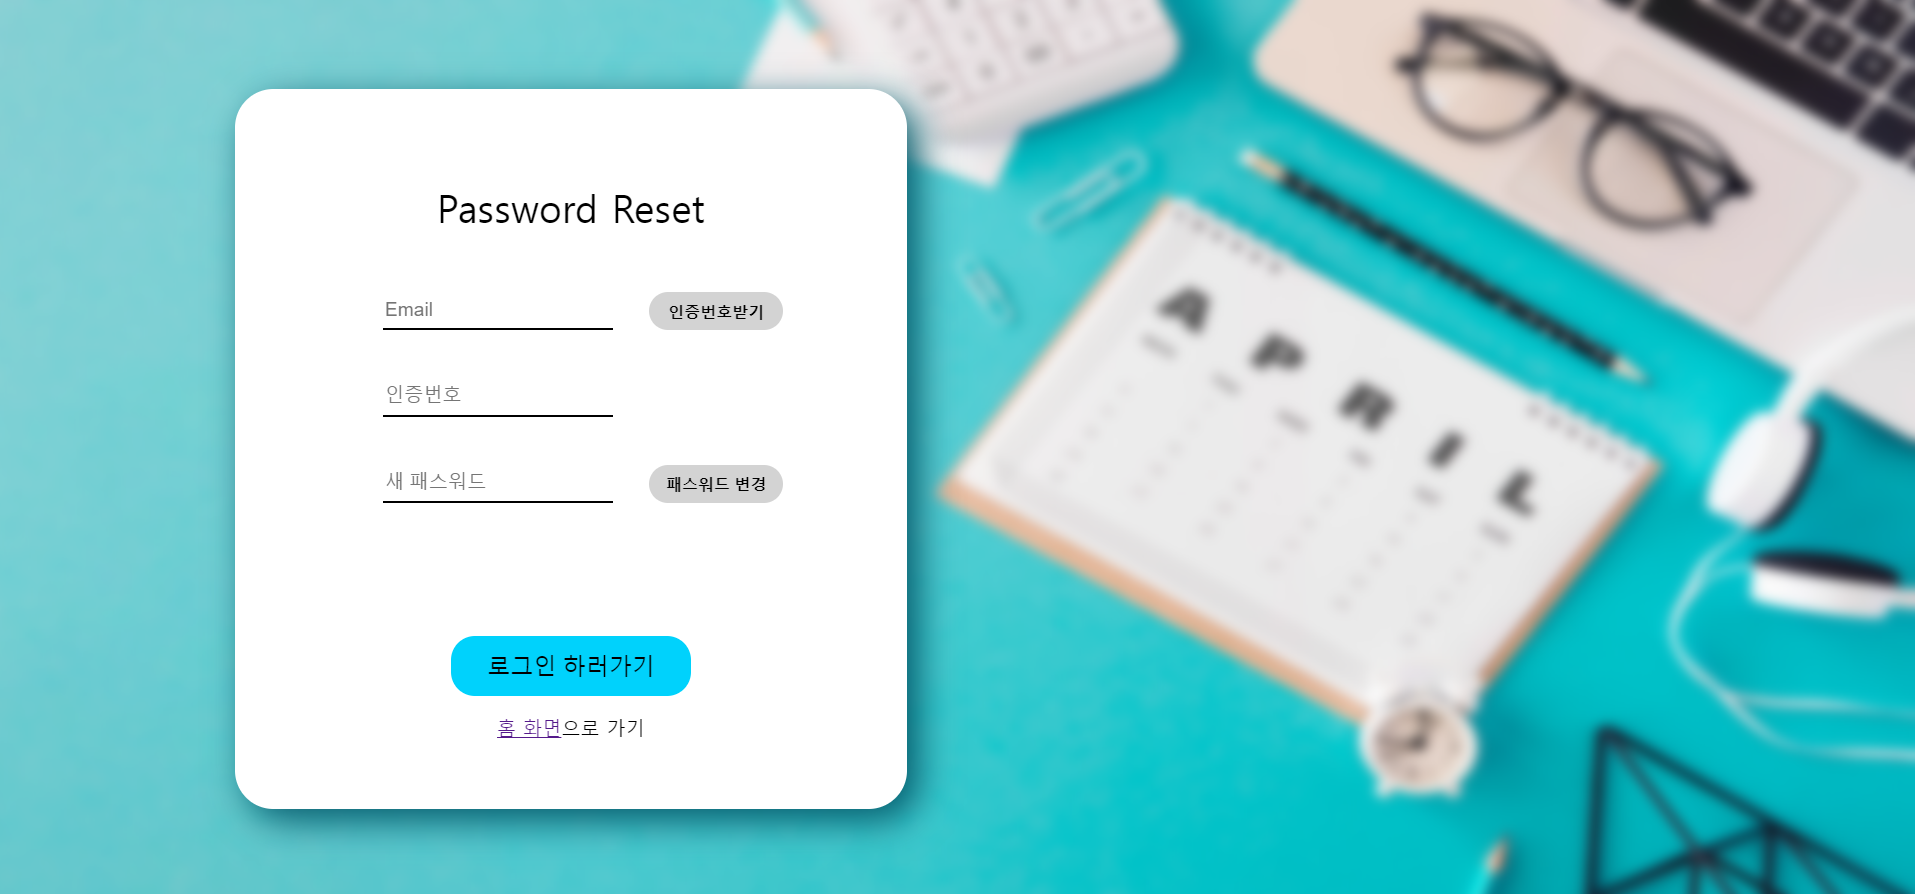 Password Reset
Email
인증번호받기
인증번호
새 패스워드
패스워드 변경
로그인 하러가기
홈 화면으로 가기
APRIL